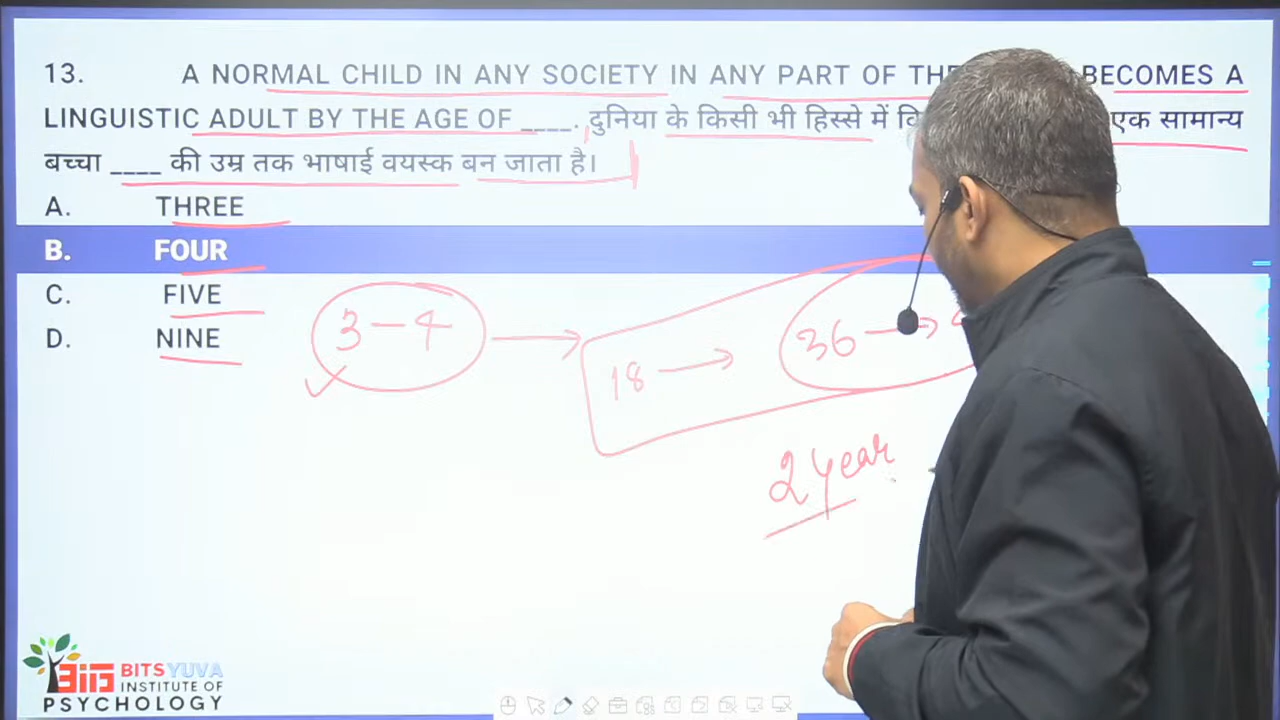 13. A NORMAL CHILD IN ANY SOCIETY IN ANY PART OF THE BECOMES A
LINGUISTIC ADULT BY THE AGE OF ____. दुनिया के किसी भी हिस्से में एक सामान्य
बच्चा ____ की उम्र तक भाषाई वयस्क बन जाता है।
A. THREE
B. FOUR
C. FIVE
D. NINE
3 – 4 → 18 → 36 →
2 year
BITS YUVA
INSTITUTE OF
PSYCHOLOGY